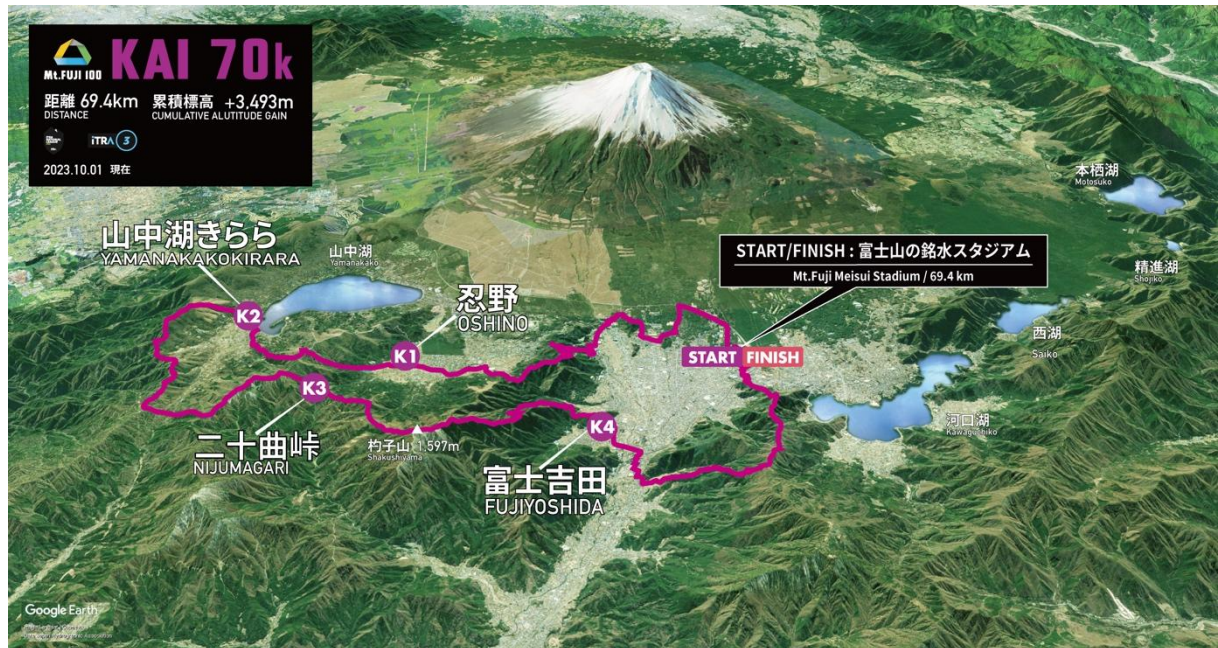 Mt.FUJI 100 KAI 70k
距離 69.4km 累積標高 +3,493m
DISTANCE CUMULATIVE ALUTITUDE GAIN
iTRA 3
2023.10.01 現在
本栖湖
Motosuko
山中湖きらら
YAMANAKAKOKIRARA
山中湖
Yamanakako
START/FINISH : 富士山の銘水スタジアム
Mt.Fuji Meisui Stadium / 69.4 km
精進湖
Shojiko
忍野
OSHINO
K2
西湖
Saiko
K1
START FINISH
K3
河口湖
Kawaguchiko
K4
二十曲峠
NIJUMAGARI
杓子山 1,597m
Shakushiyama
富士吉田
FUJIYOSHIDA
Google Earth